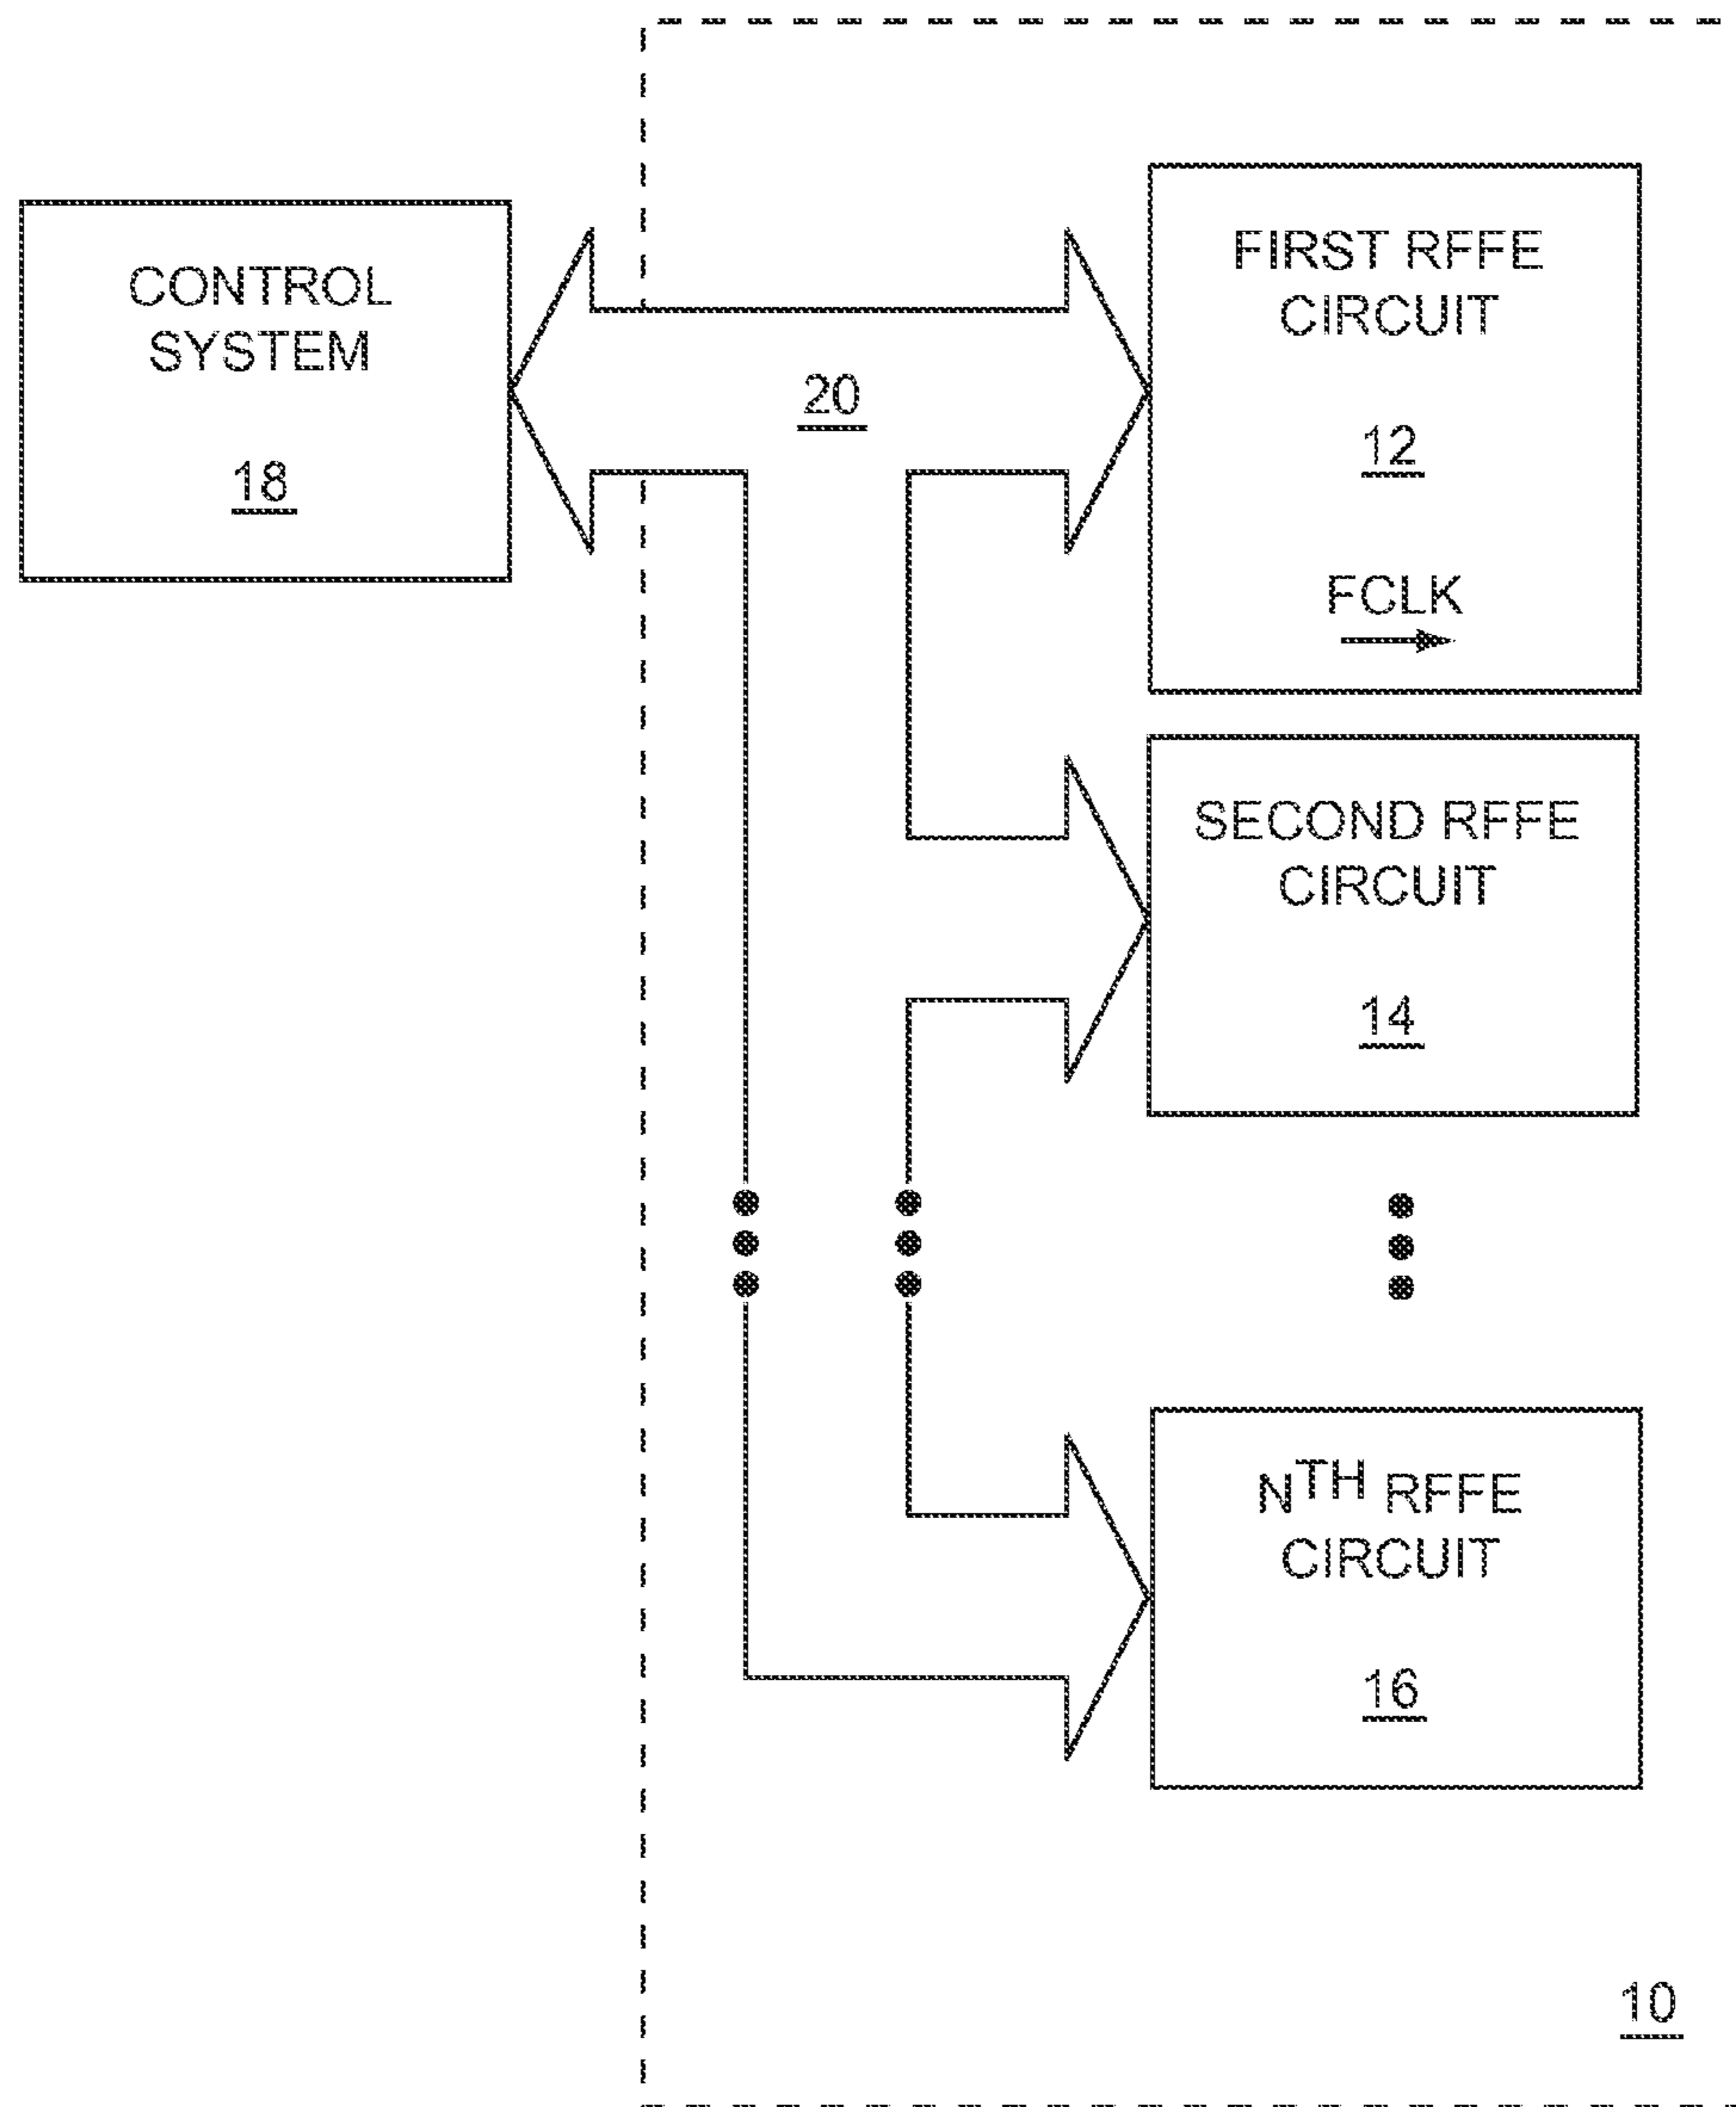 CONTROL
SYSTEM
18
20
FIRST RFFE
CIRCUIT
12
FCLK
SECOND RFFE
CIRCUIT
14
NTH RFFE
CIRCUIT
16
10